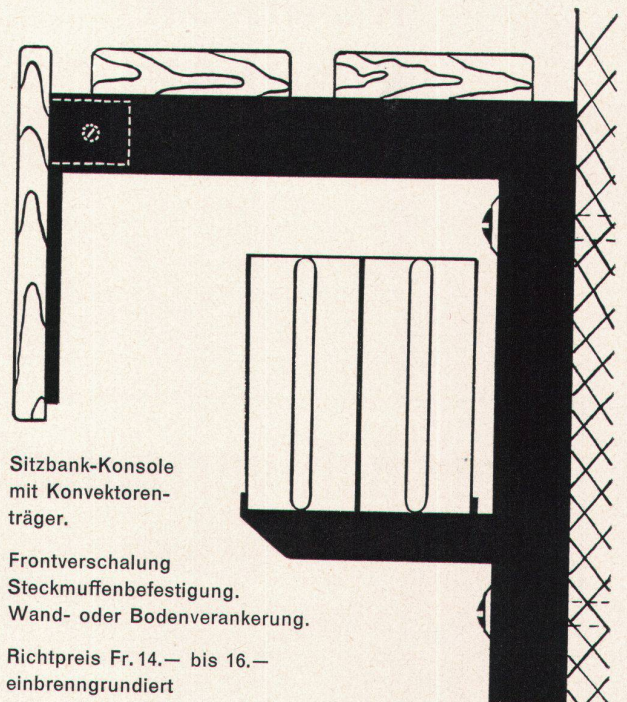 Sitzbank-Konsole
mit Konvektoren-
träger.
Frontverschalung
Steckmuffenbefestigung.
Wand- oder Bodenverankerung.
Richtpreis Fr. 14.— bis 16.—
einbrenngrundiert